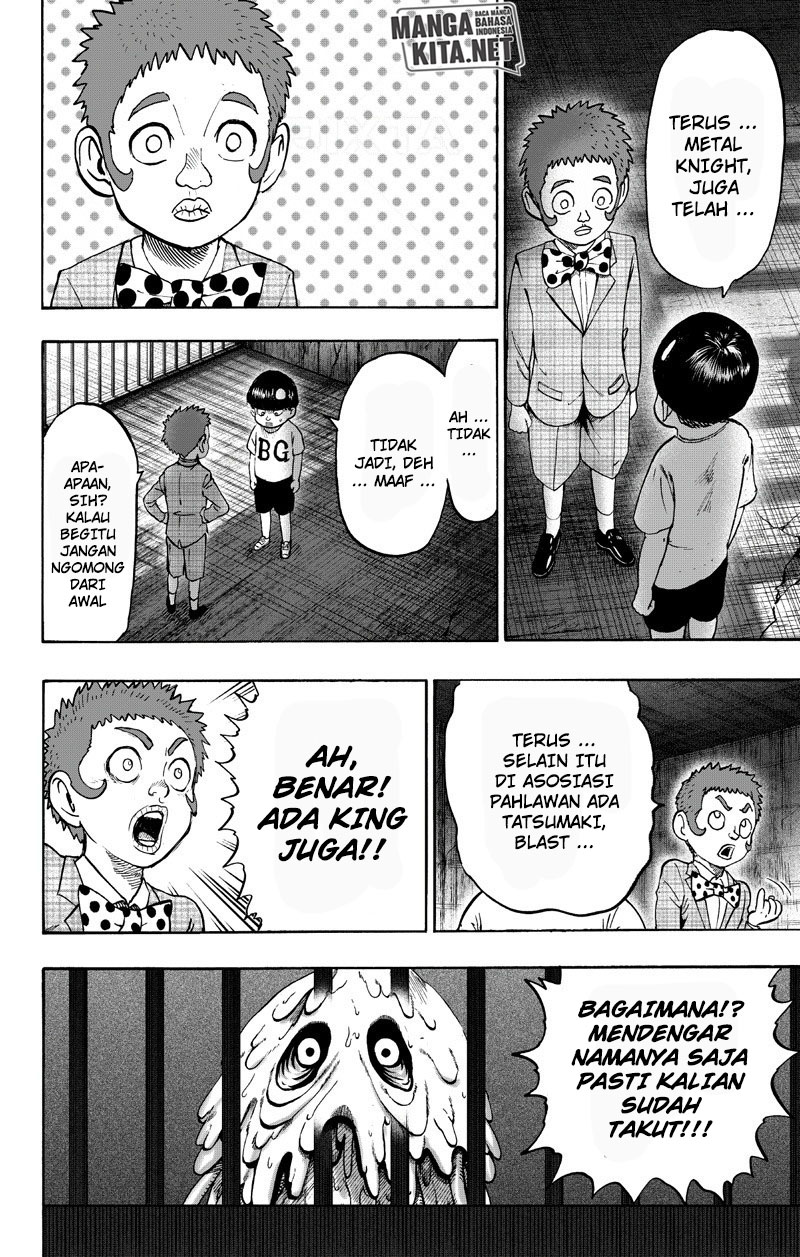 MANGA
KITA.NET
BACA MANGA
BAHASA
INDONESIA
TERUS ...
METAL
KNIGHT,
JUGA
TELAH ...
AH ...
TIDAK
...
TIDAK
JADI, DEH
... MAAF ...
BG
APA-
APAAN,
SIH?
KALAU
BEGITU
JANGAN
NGOMONG
DARI
AWAL
TERUS ...
SELAIN ITU
DI ASOSIASI
PAHLAWAN ADA
TATSUMAKI,
BLAST ...
AH,
BENAR!
ADA KING
JUGA!!
BAGAIMANA!?
MENDENGAR
NAMANYA SAJA
PASTI KALIAN
SUDAH
TAKUT!!!